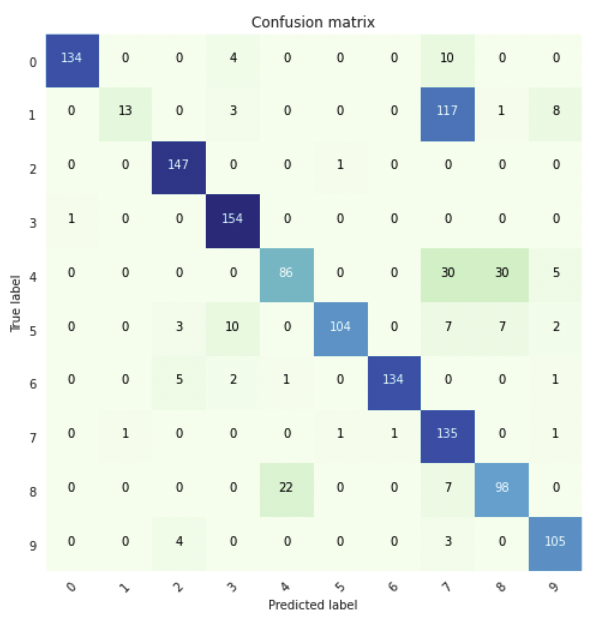 Confusion matrix
0 134 0 0 4 0 0 0 10 0 0
1 0 13 0 3 0 0 0 117 1 8
2 0 0 147 0 0 1 0 0 0 0
3 1 0 0 154 0 0 0 0 0 0
4 0 0 0 0 86 0 0 30 30 5
5 0 0 3 10 0 104 0 7 7 2
6 0 0 5 2 1 0 134 0 0 1
7 0 1 0 0 0 1 1 135 0 1
8 0 0 0 0 22 0 0 7 98 0
9 0 0 4 0 0 0 0 3 0 105
True label
0 1 2 3 4 5 6 7 8 9
Predicted label